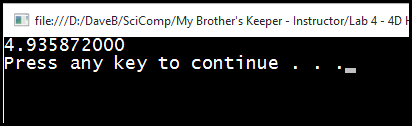 file:///D:/DaveB/SciComp/My Brother's Keeper - Instructor/Lab 4 - 4D H
4.935872000
Press any key to continue . . .